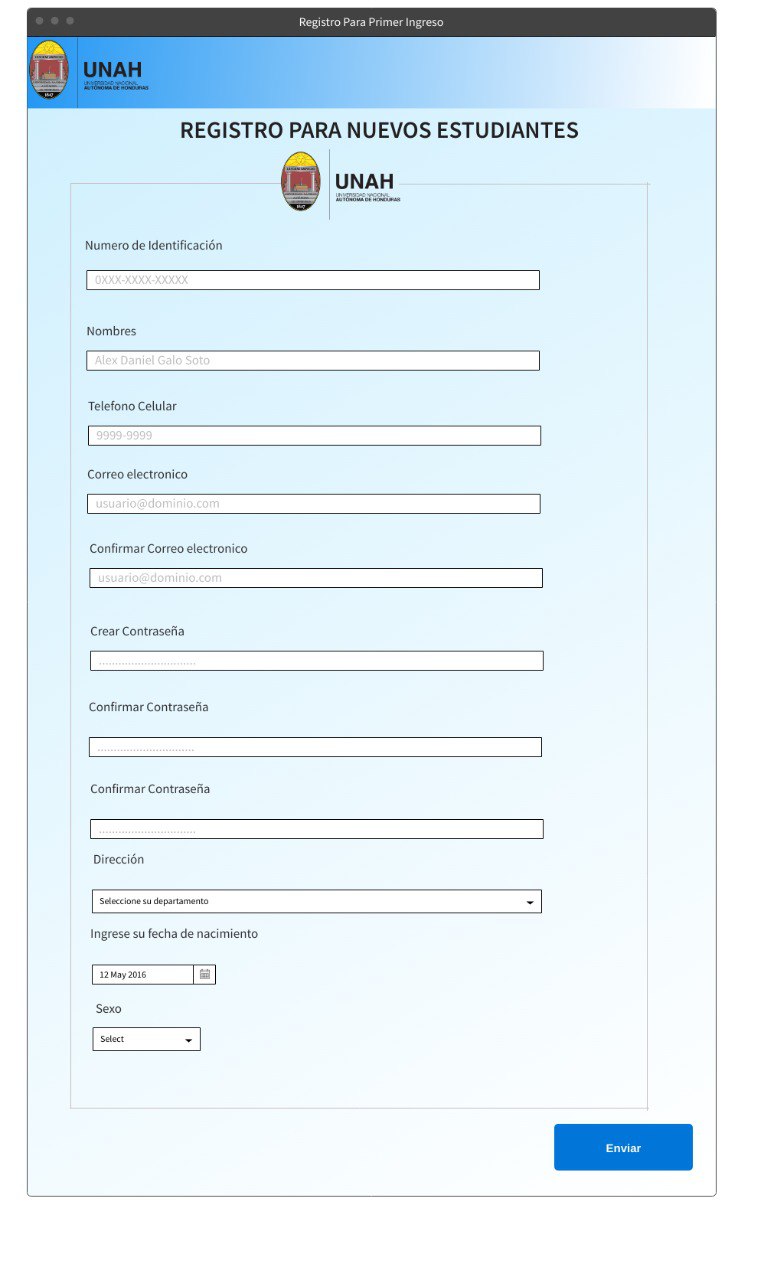 Registro Para Primer Ingreso
UNAH
UNIVERSIDAD NACIONAL
AUTÓNOMA DE HONDURAS
REGISTRO PARA NUEVOS ESTUDIANTES
UNAH
UNIVERSIDAD NACIONAL
AUTÓNOMA DE HONDURAS
Numero de Identificación
0XXX-XXXX-XXXXX
Nombres
Alex Daniel Galo Soto
Telefono Celular
9999-9999
Correo electronico
usuario@dominio.com
Confirmar Correo electronico
usuario@dominio.com
Crear Contraseña
..............................
Confirmar Contraseña
..............................
Confirmar Contraseña
..............................
Dirección
Seleccione su departamento
Ingrese su fecha de nacimiento
12 May 2016
Sexo
Select
Enviar